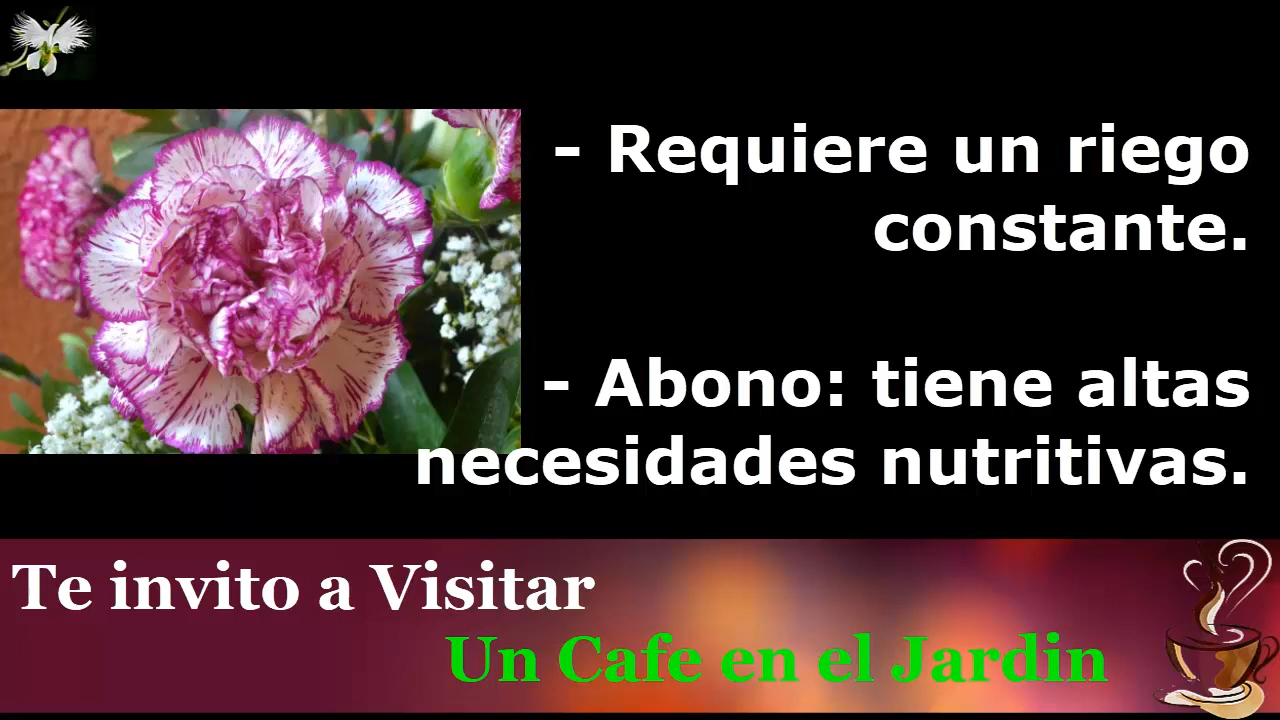 - Requiere un riego
constante.
- Abono: tiene altas
necesidades nutritivas.
Te invito a Visitar
Un Cafe en el Jardin